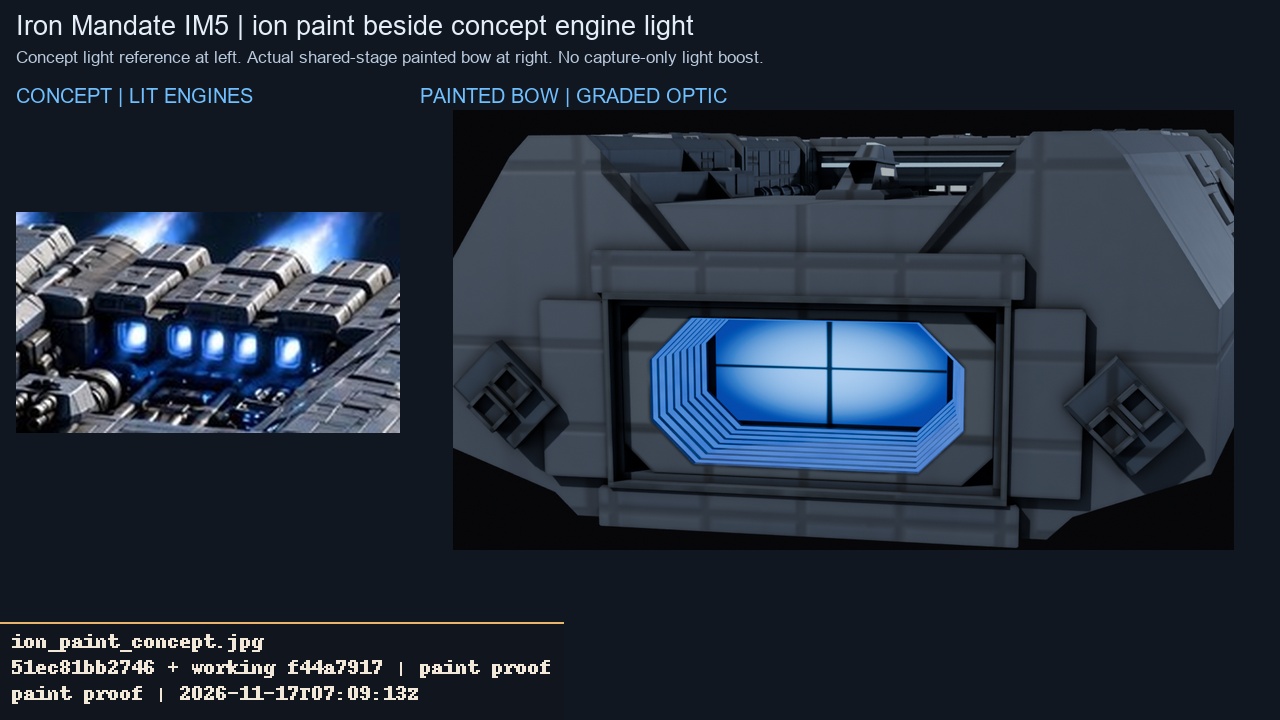 Iron Mandate IM5 | ion paint beside concept engine light
Concept light reference at left. Actual shared-stage painted bow at right. No capture-only light boost.
CONCEPT | LIT ENGINES
PAINTED BOW | GRADED OPTIC
ion_paint_concept.jpg
51ec81bb2746 + working f44a7917 | paint proof
paint proof | 2026-11-17T07:09:13Z